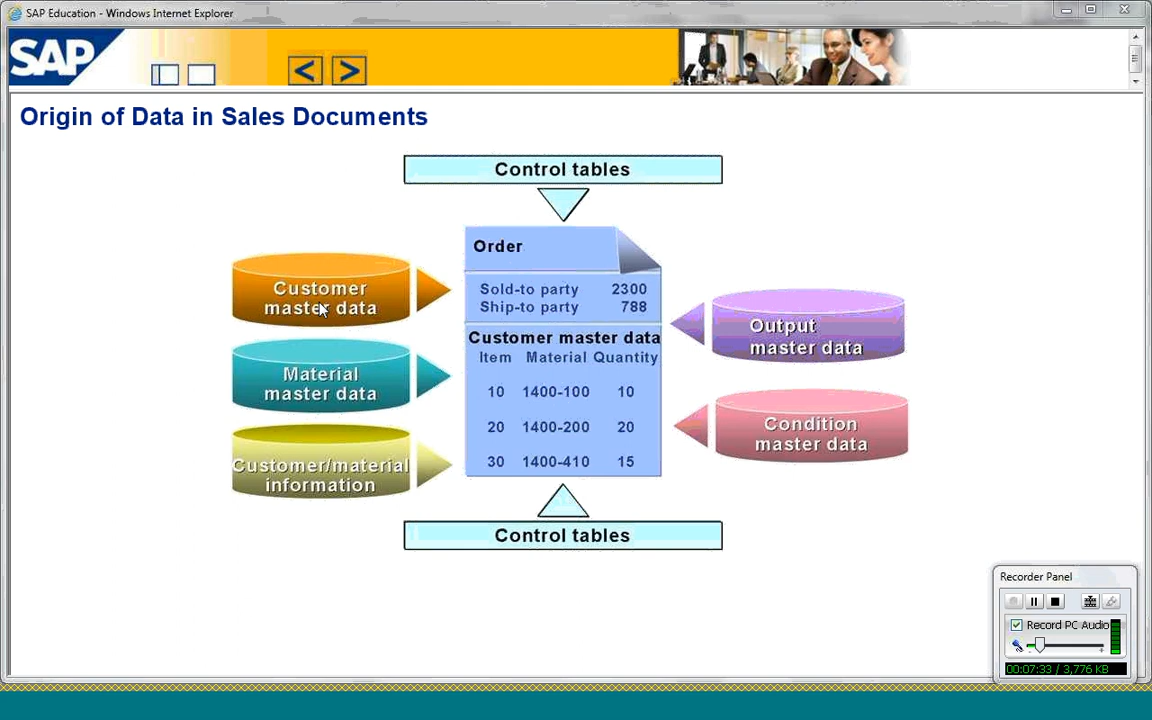 SAP Education - Windows Internet Explorer
SAP
< >
Origin of Data in Sales Documents
Control tables
Order
Sold-to party 2300
Ship-to party 788
Customer master data
Item Material Quantity
10 1400-100 10
20 1400-200 20
30 1400-410 15
Customer
master data
Material
master data
Customer/material
information
Output
master data
Condition
master data
Control tables
Recorder Panel
Record PC Audio
00:07:33 / 3,776 KB